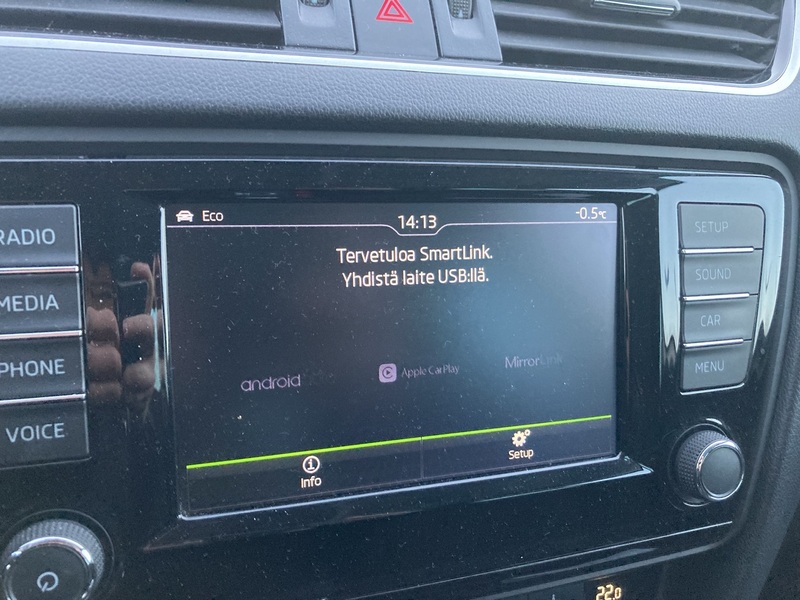 RADIO
MEDIA
PHONE
VOICE
Eco
14:13
-0.5°C
Tervetuloa SmartLink.
Yhdistä laite USB:llä.
android
Apple CarPlay
MirrorLink
Info
Setup
SETUP
SOUND
CAR
MENU
22.0